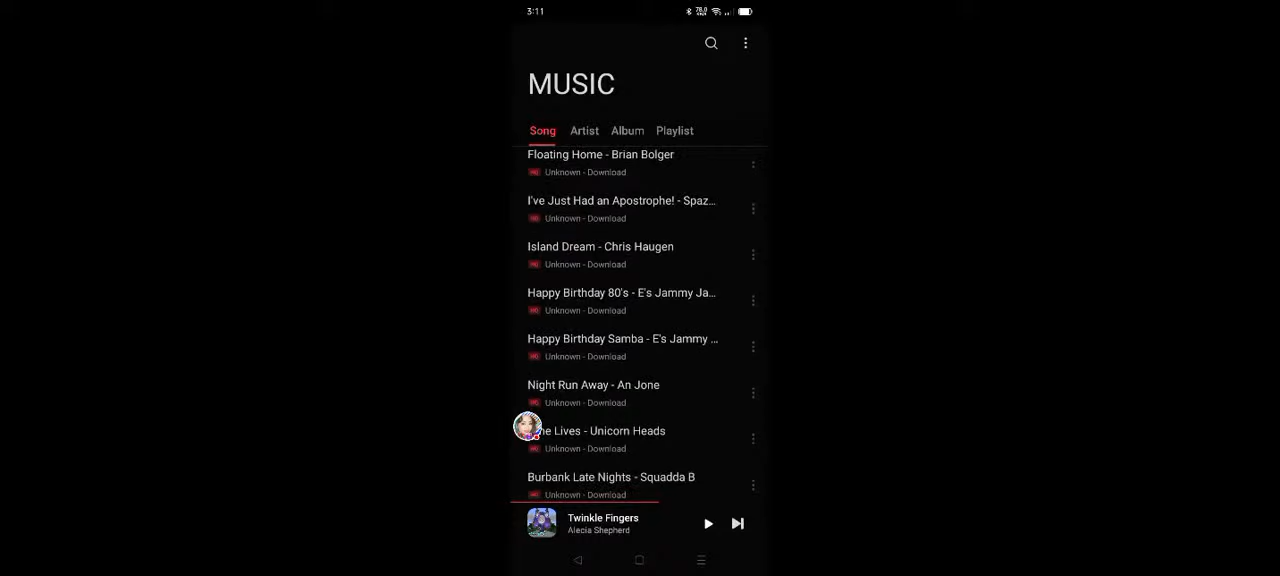 3:11
78.0
MUSIC
Song Artist Album Playlist
Floating Home - Brian Bolger
Unknown - Download
I've Just Had an Apostrophe! - Spaz...
Unknown - Download
Island Dream - Chris Haugen
Unknown - Download
Happy Birthday 80's - E's Jammy Ja...
Unknown - Download
Happy Birthday Samba - E's Jammy ...
Unknown - Download
Night Run Away - An Jone
Unknown - Download
Lives - Unicorn Heads
Unknown - Download
Burbank Late Nights - Squadda B
Unknown - Download
Twinkle Fingers
Alecia Shepherd